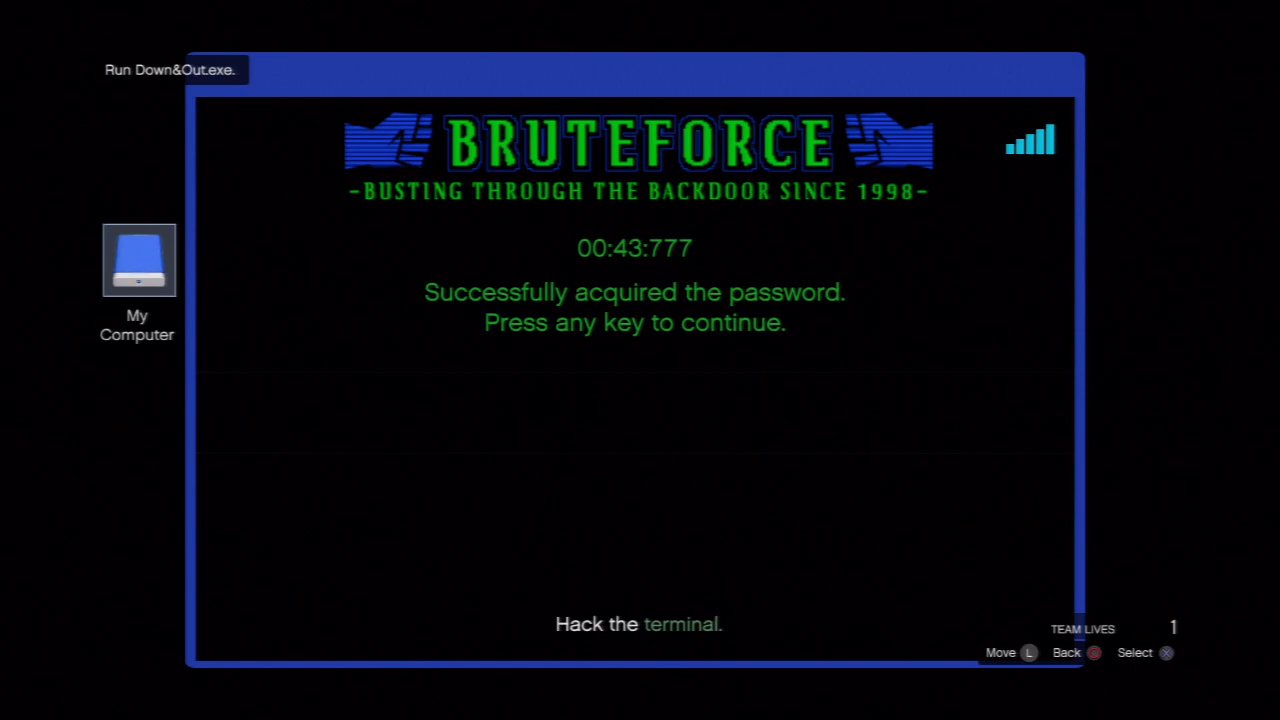 Run Down&Out.exe.
BRUTEFORCE
-BUSTING THROUGH THE BACKDOOR SINCE 1998-
00:43:777
Successfully acquired the password.
Press any key to continue.
My
Computer
Hack the terminal.
TEAM LIVES 1
Move L Back Select